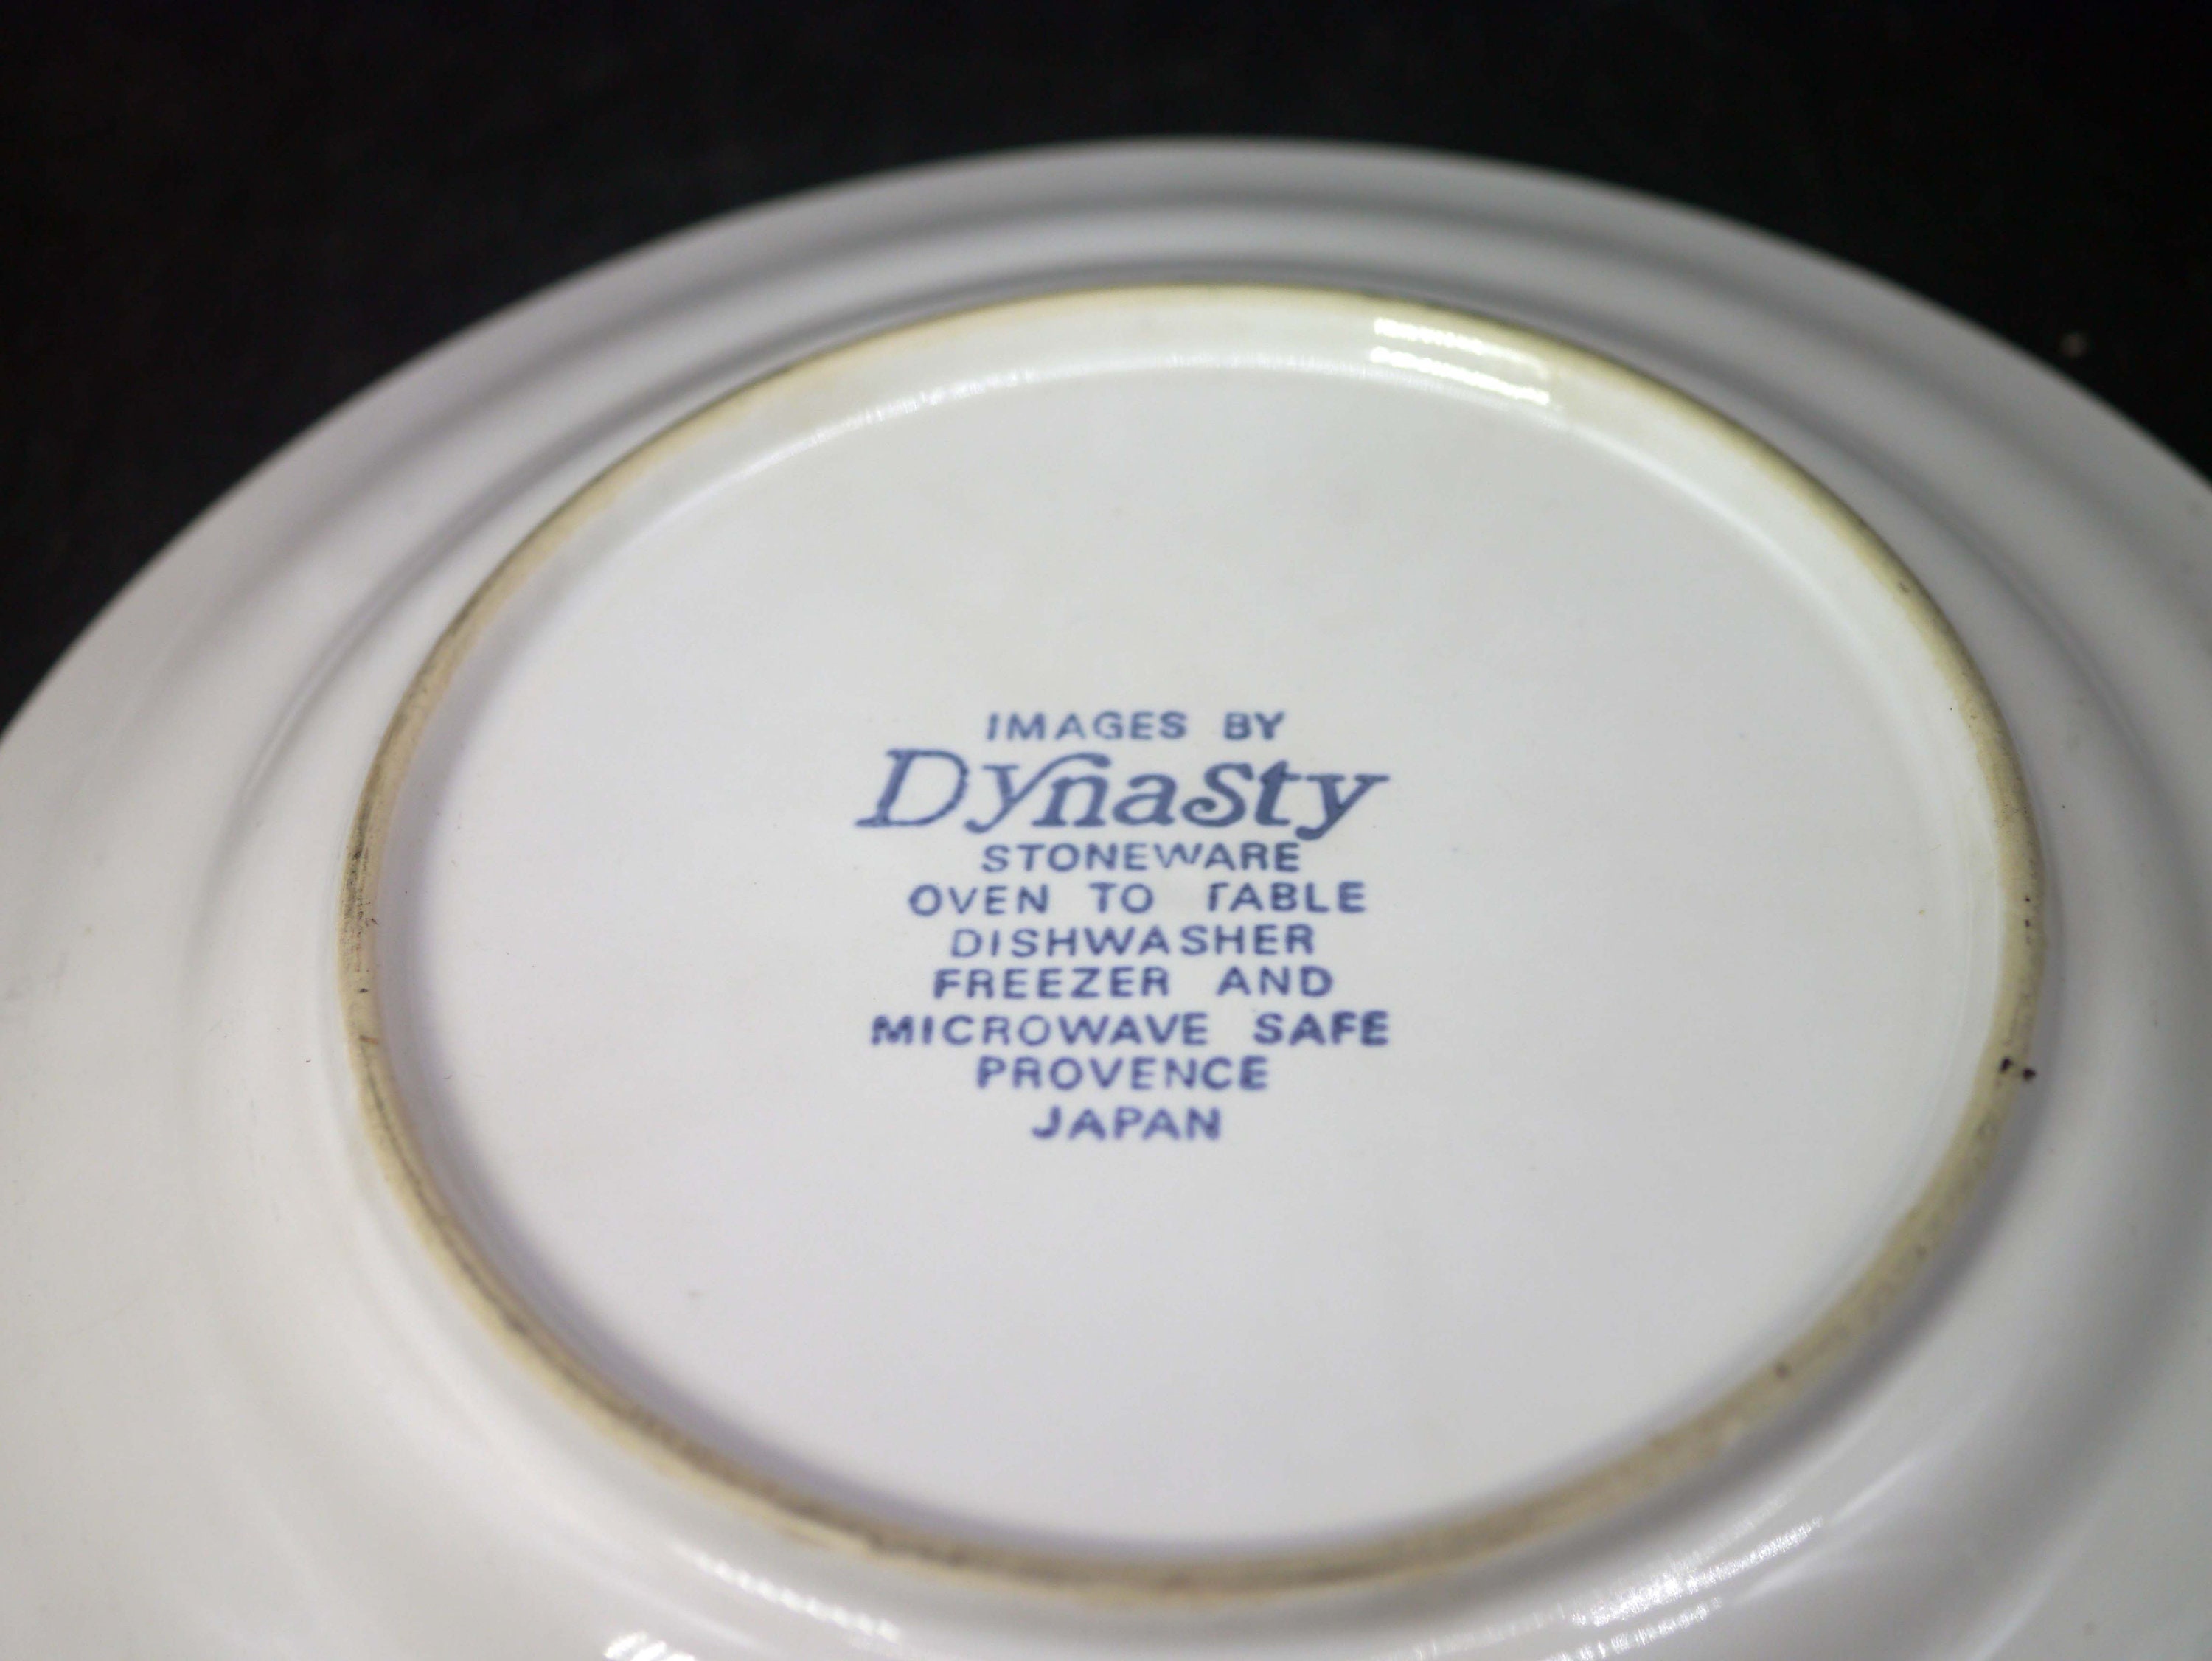 IMAGES BY
Dynasty
STONEWARE
OVEN TO TABLE
DISHWASHER
FREEZER AND
MICROWAVE SAFE
PROVENCE
JAPAN